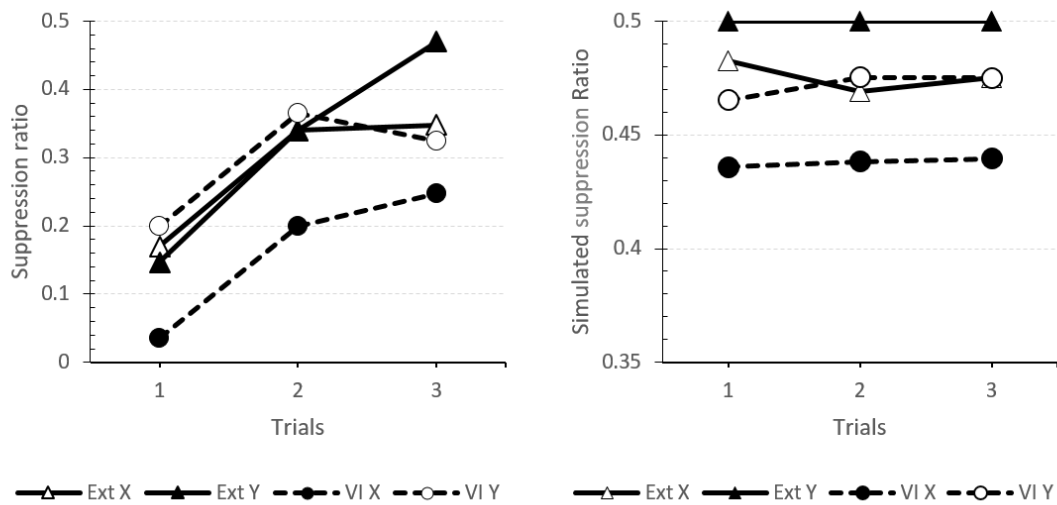 Suppression ratio
0.5
0.4
0.3
0.2
0.1
0
1 2 3
Trials
Ext X Ext Y VI X VI Y
Simulated suppression Ratio
0.5
0.45
0.4
0.35
1 2 3
Trials
Ext X Ext Y VI X VI Y